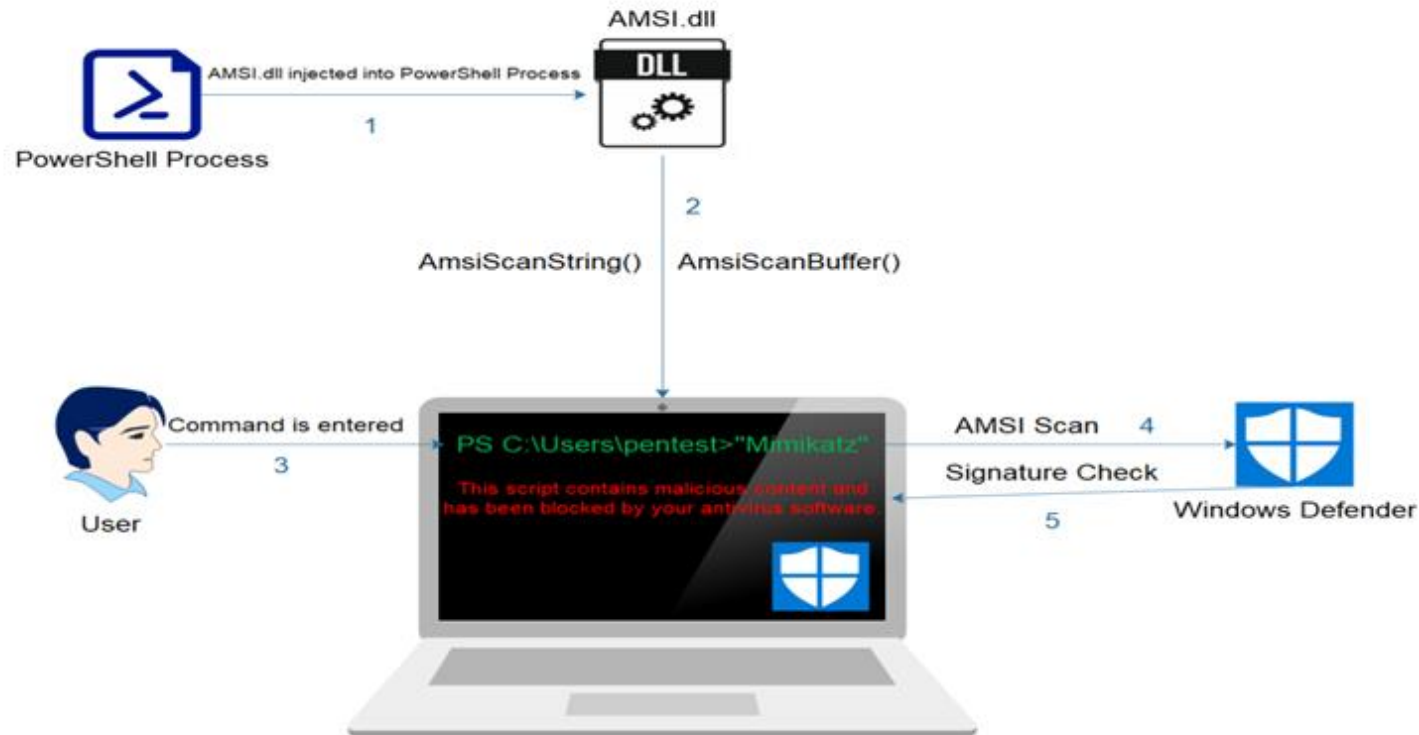 AMSI.dll
DLL
AMSI.dll injected into PowerShell Process
1
PowerShell Process
2
AmsiScanString()
AmsiScanBuffer()
Command is entered
3
User
PS C:\Users\pentest>"Mimikatz"
This script contains malicious content and
has been blocked by your antivirus software.
AMSI Scan 4
Signature Check
5
Windows Defender